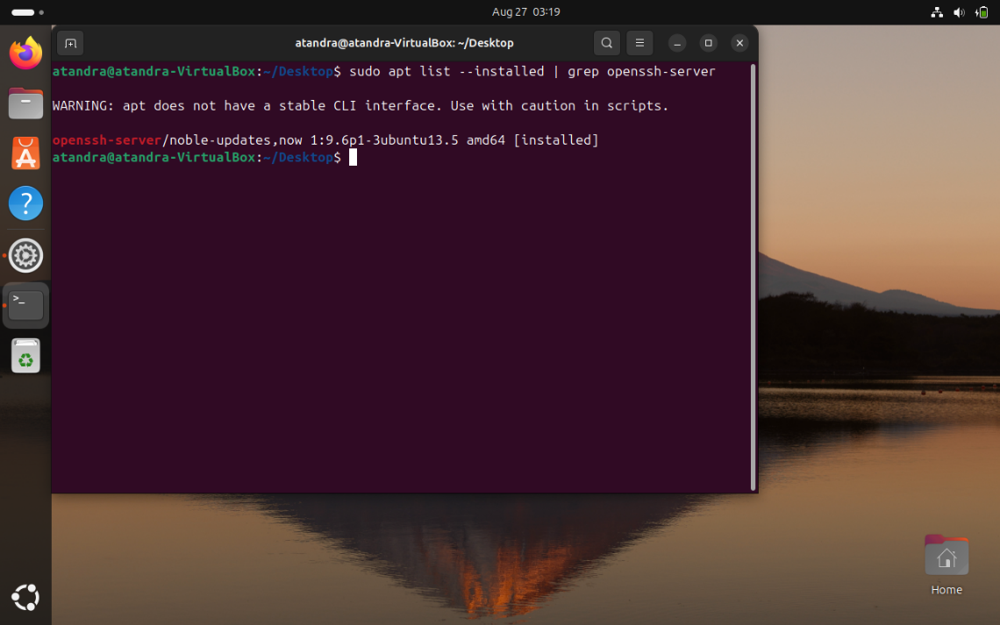 Aug 27 03:19
atandra@atandra-VirtualBox: ~/Desktop
atandra@atandra-VirtualBox:~/Desktop$ sudo apt list --installed | grep openssh-server
WARNING: apt does not have a stable CLI interface. Use with caution in scripts.
openssh-server/noble-updates,now 1:9.6p1-3ubuntu13.5 amd64 [installed]
atandra@atandra-VirtualBox:~/Desktop$
Home